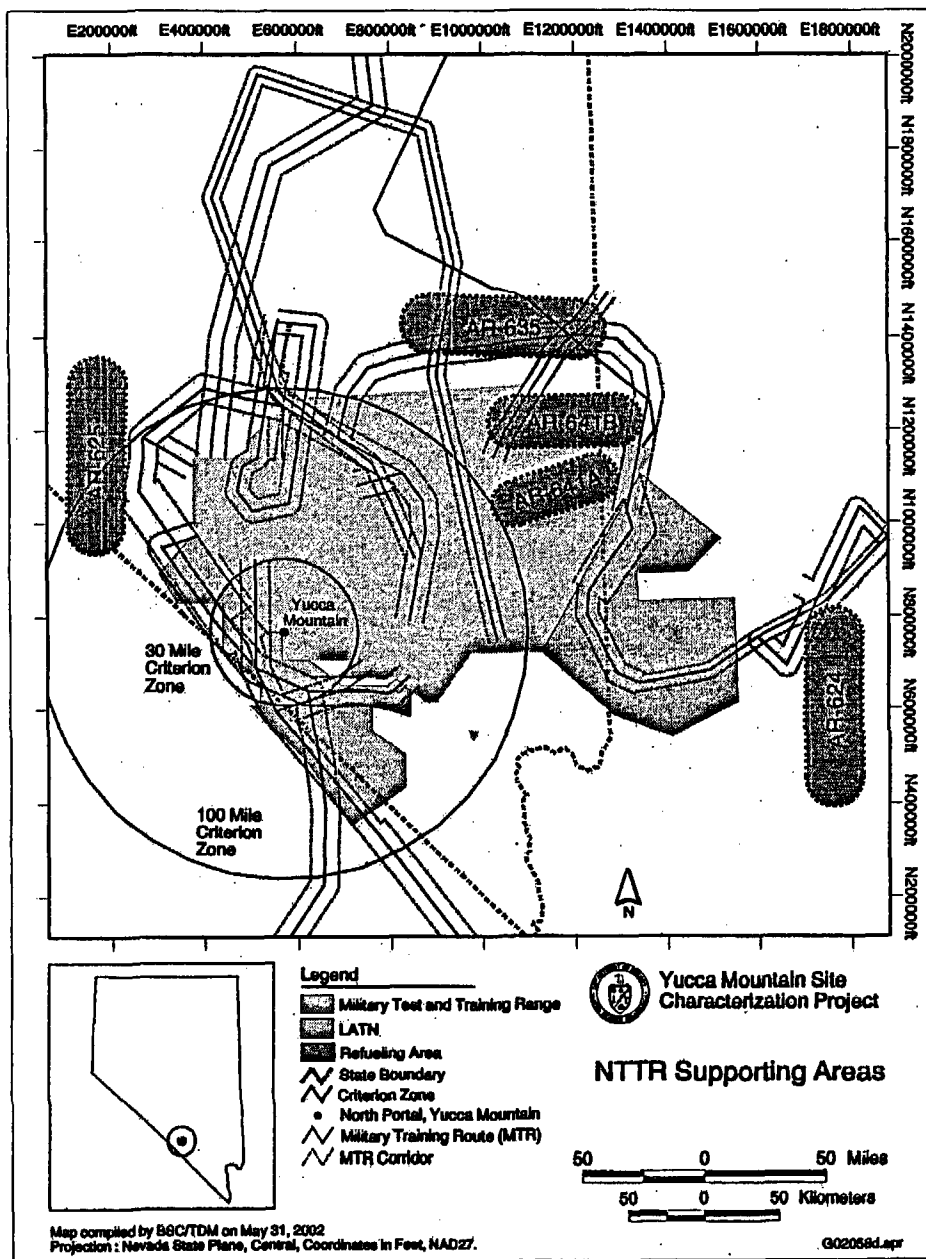 E200000ft E400000ft E600000ft E800000ft E1000000ft E1200000ft E1400000ft E1600000ft E1800000ft
N2000000ft
N1800000ft
N1600000ft
N1400000ft
N1200000ft
N1000000ft
N800000ft
N600000ft
N400000ft
N200000ft
AR 635
AR 641B
AR 641A
AR 625
AR 624
Yucca
Mountain
30 Mile
Criterion
Zone
100 Mile
Criterion
Zone
N
Legend
Military Test and Training Range
LATN
Refueling Area
State Boundary
Criterion Zone
North Portal, Yucca Mountain
Military Training Route (MTR)
MTR Corridor
Yucca Mountain Site
Characterization Project
NTTR Supporting Areas
50 0 50 Miles
50 0 50 Kilometers
Map compiled by BSC/TDM on May 31, 2002
Projection : Nevada State Plane, Central, Coordinates in Feet, NAD27.
G02058d.apr